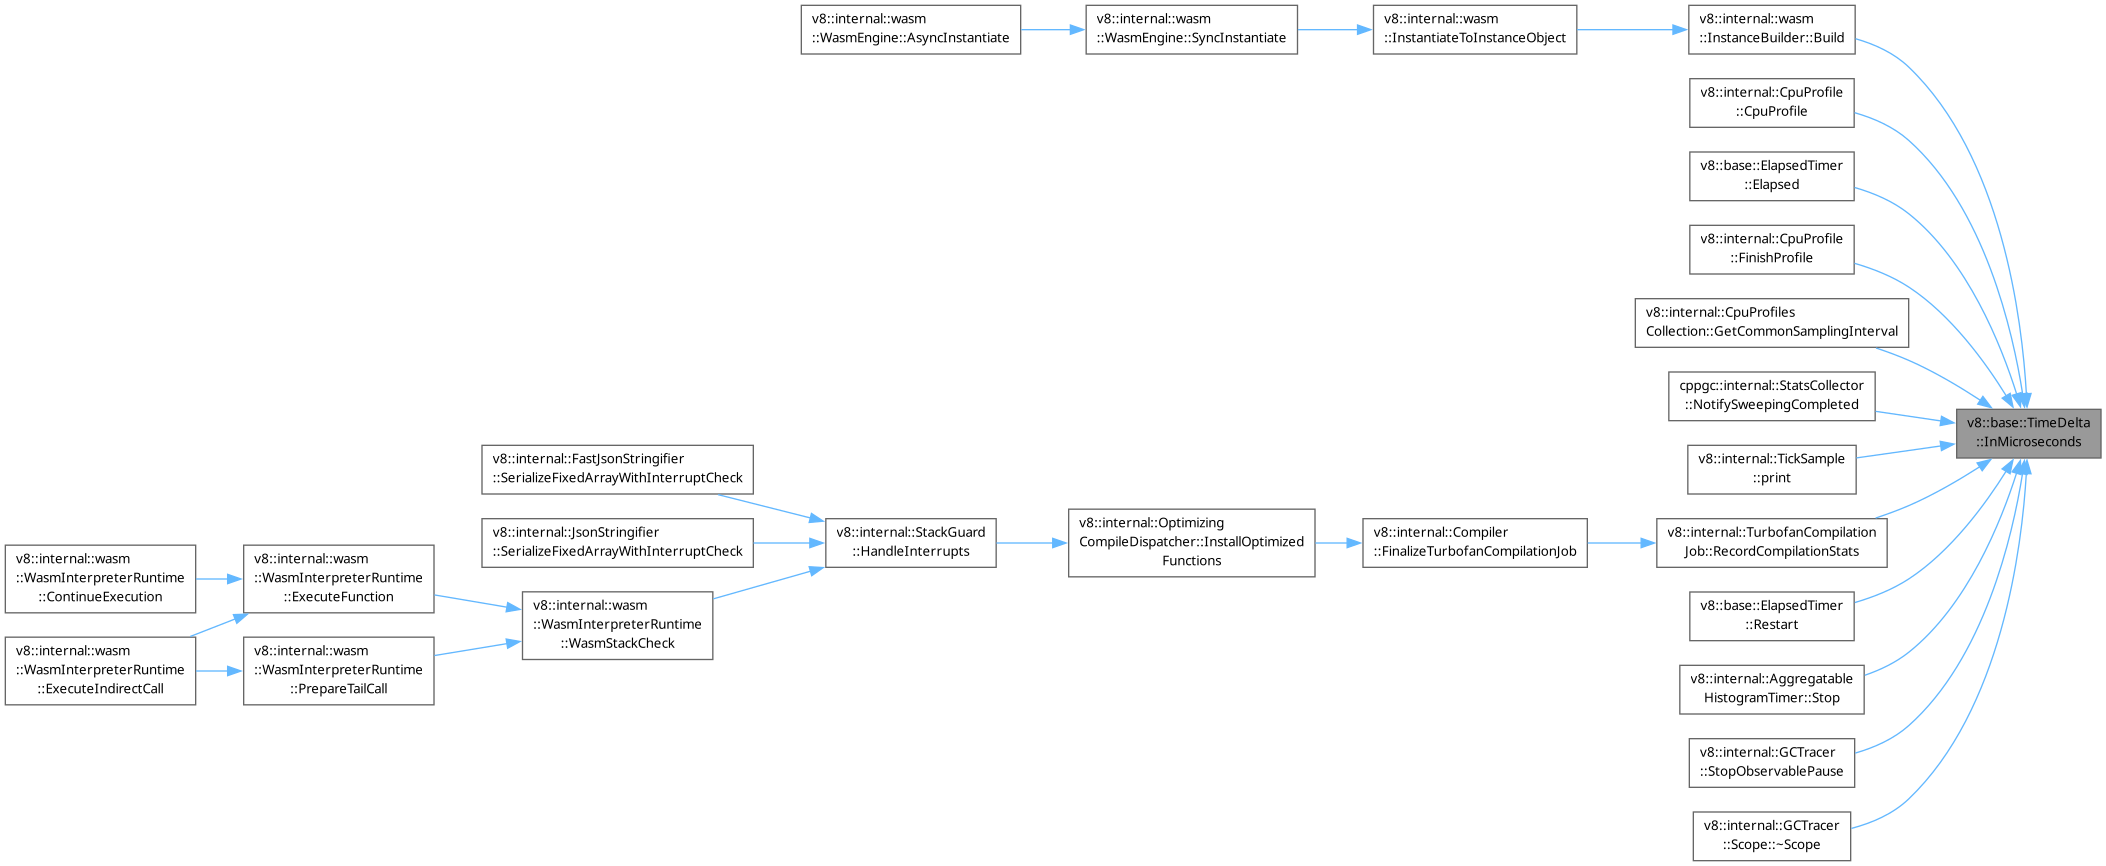 v8::internal::wasm
::WasmEngine::AsyncInstantiate
v8::internal::wasm
::WasmEngine::SyncInstantiate
v8::internal::wasm
::InstantiateToInstanceObject
v8::internal::wasm
::InstanceBuilder::Build
v8::internal::CpuProfile
::CpuProfile
v8::base::ElapsedTimer
::Elapsed
v8::internal::CpuProfile
::FinishProfile
v8::internal::CpuProfiles
Collection::GetCommonSamplingInterval
cppgc::internal::StatsCollector
::NotifySweepingCompleted
v8::base::TimeDelta
::InMicroseconds
v8::internal::TickSample
::print
v8::internal::FastJsonStringifier
::SerializeFixedArrayWithInterruptCheck
v8::internal::JsonStringifier
::SerializeFixedArrayWithInterruptCheck
v8::internal::StackGuard
::HandleInterrupts
v8::internal::Optimizing
CompileDispatcher::InstallOptimized
Functions
v8::internal::Compiler
::FinalizeTurbofanCompilationJob
v8::internal::TurbofanCompilation
Job::RecordCompilationStats
v8::internal::wasm
::WasmInterpreterRuntime
::ContinueExecution
v8::internal::wasm
::WasmInterpreterRuntime
::ExecuteFunction
v8::internal::wasm
::WasmInterpreterRuntime
::WasmStackCheck
v8::base::ElapsedTimer
::Restart
v8::internal::wasm
::WasmInterpreterRuntime
::ExecuteIndirectCall
v8::internal::wasm
::WasmInterpreterRuntime
::PrepareTailCall
v8::internal::Aggregatable
HistogramTimer::Stop
v8::internal::GCTracer
::StopObservablePause
v8::internal::GCTracer
::Scope::~Scope